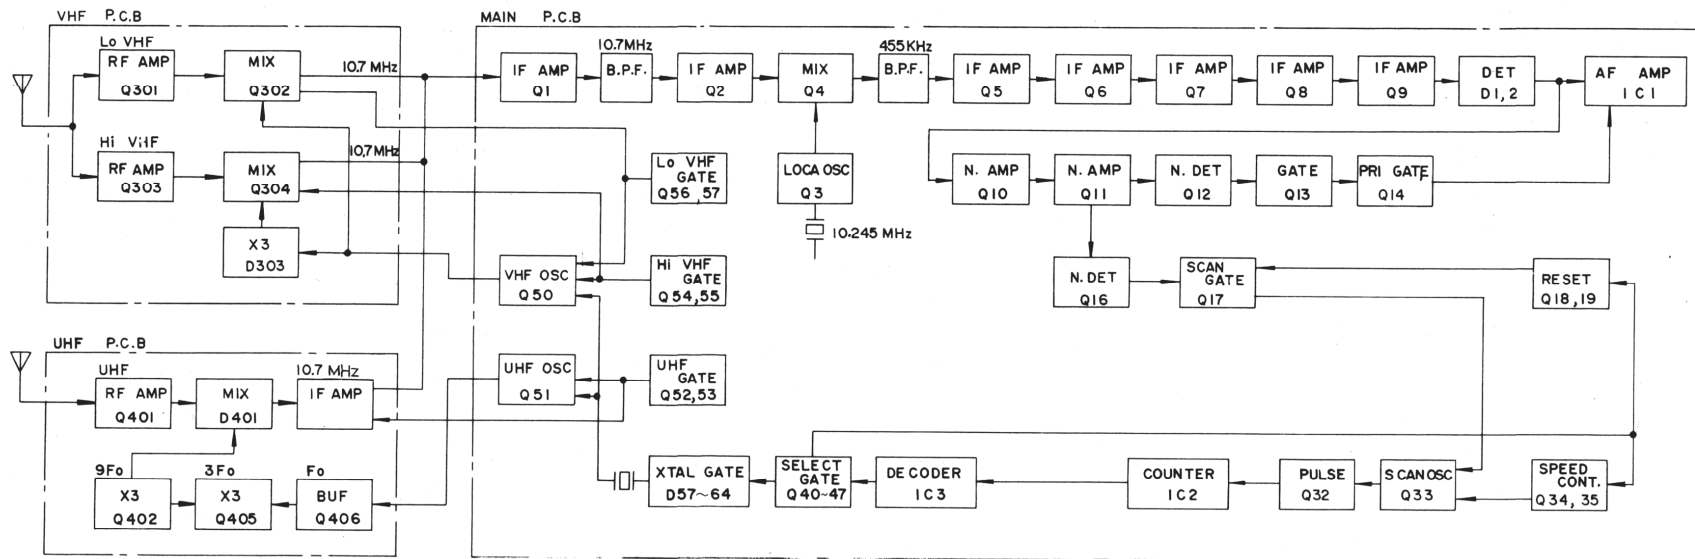 VHF P.C.B
MAIN P.C.B
Lo VHF
RF AMP
Q301
MIX
Q302
10.7 MHz
IF AMP
Q1
10.7MHz
B.P.F.
IF AMP
Q2
MIX
Q4
455KHz
B.P.F.
IF AMP
Q5
IF AMP
Q6
IF AMP
Q7
IF AMP
Q8
IF AMP
Q9
DET
D1,2
AF AMP
IC1
Hi VHF
RF AMP
Q303
MIX
Q304
10.7MHz
Lo VHF
GATE
Q56,57
LOCA OSC
Q3
10.245 MHz
N. AMP
Q10
N. AMP
Q11
N. DET
Q12
GATE
Q13
PRI GATE
Q14
X3
D303
VHF OSC
Q50
Hi VHF
GATE
Q54,55
N. DET
Q16
SCAN
GATE
Q17
RESET
Q18,19
UHF P.C.B
UHF
RF AMP
Q401
MIX
D401
10.7 MHz
IF AMP
UHF OSC
Q51
UHF
GATE
Q52,53
9Fo
X3
Q402
3Fo
X3
Q405
Fo
BUF
Q406
XTAL GATE
D57~64
SELECT
GATE
Q40~47
DECODER
IC3
COUNTER
IC2
PULSE
Q32
SCAN OSC
Q33
SPEED
CONT.
Q34,35